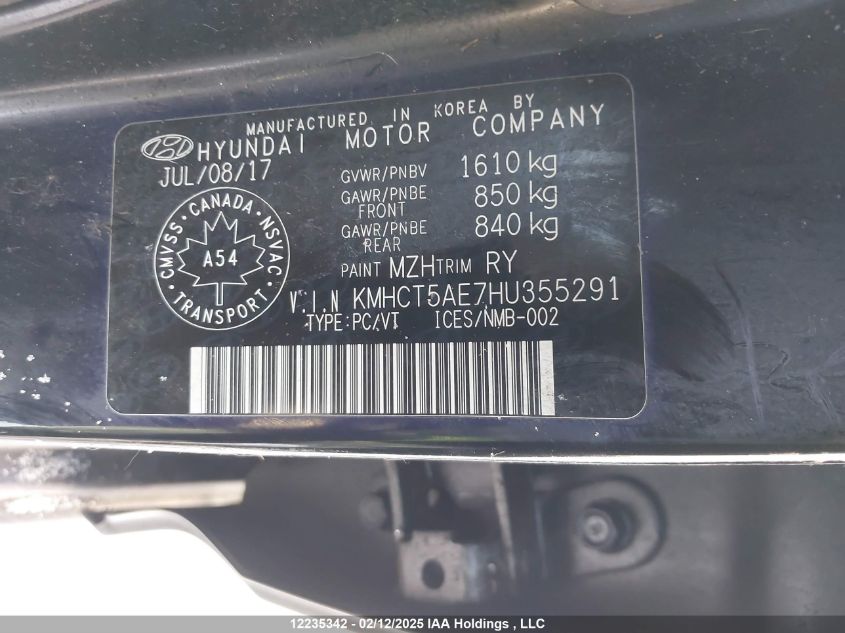 MANUFACTURED IN KOREA BY
HYUNDAI MOTOR COMPANY
JUL/08/17
GVWR/PNBV 1610 kg
GAWR/PNBE FRONT 850 kg
GAWR/PNBE REAR 840 kg
CMVSS · CANADA · NSVAC · TRANSPORT ·
A54
PAINT MZH TRIM RY
V.I.N KMHCT5AE7HU355291
TYPE:PC/VT ICES/NMB-002
12235342 - 02/12/2025 IAA Holdings , LLC